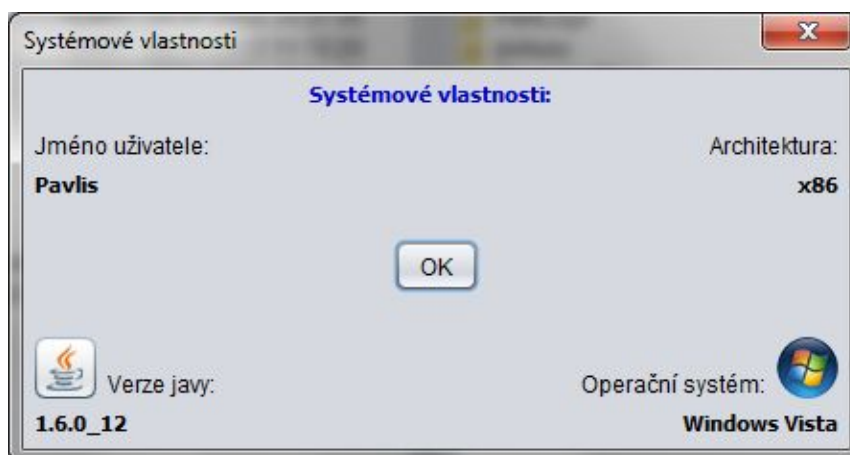 Systémové vlastnosti
Systémové vlastnosti:
Jméno uživatele: Architektura:
Pavlis x86
OK
Verze javy: Operační systém:
1.6.0_12 Windows Vista